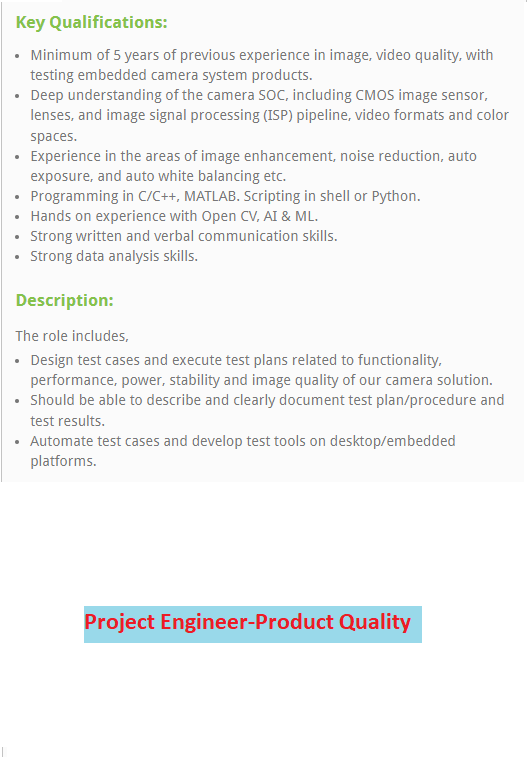 Key Qualifications:
• Minimum of 5 years of previous experience in image, video quality, with
testing embedded camera system products.
• Deep understanding of the camera SOC, including CMOS image sensor,
lenses, and image signal processing (ISP) pipeline, video formats and color
spaces.
• Experience in the areas of image enhancement, noise reduction, auto
exposure, and auto white balancing etc.
• Programming in C/C++, MATLAB. Scripting in shell or Python.
• Hands on experience with Open CV, AI & ML.
• Strong written and verbal communication skills.
• Strong data analysis skills.
Description:
The role includes,
• Design test cases and execute test plans related to functionality,
performance, power, stability and image quality of our camera solution.
• Should be able to describe and clearly document test plan/procedure and
test results.
• Automate test cases and develop test tools on desktop/embedded
platforms.
Project Engineer-Product Quality